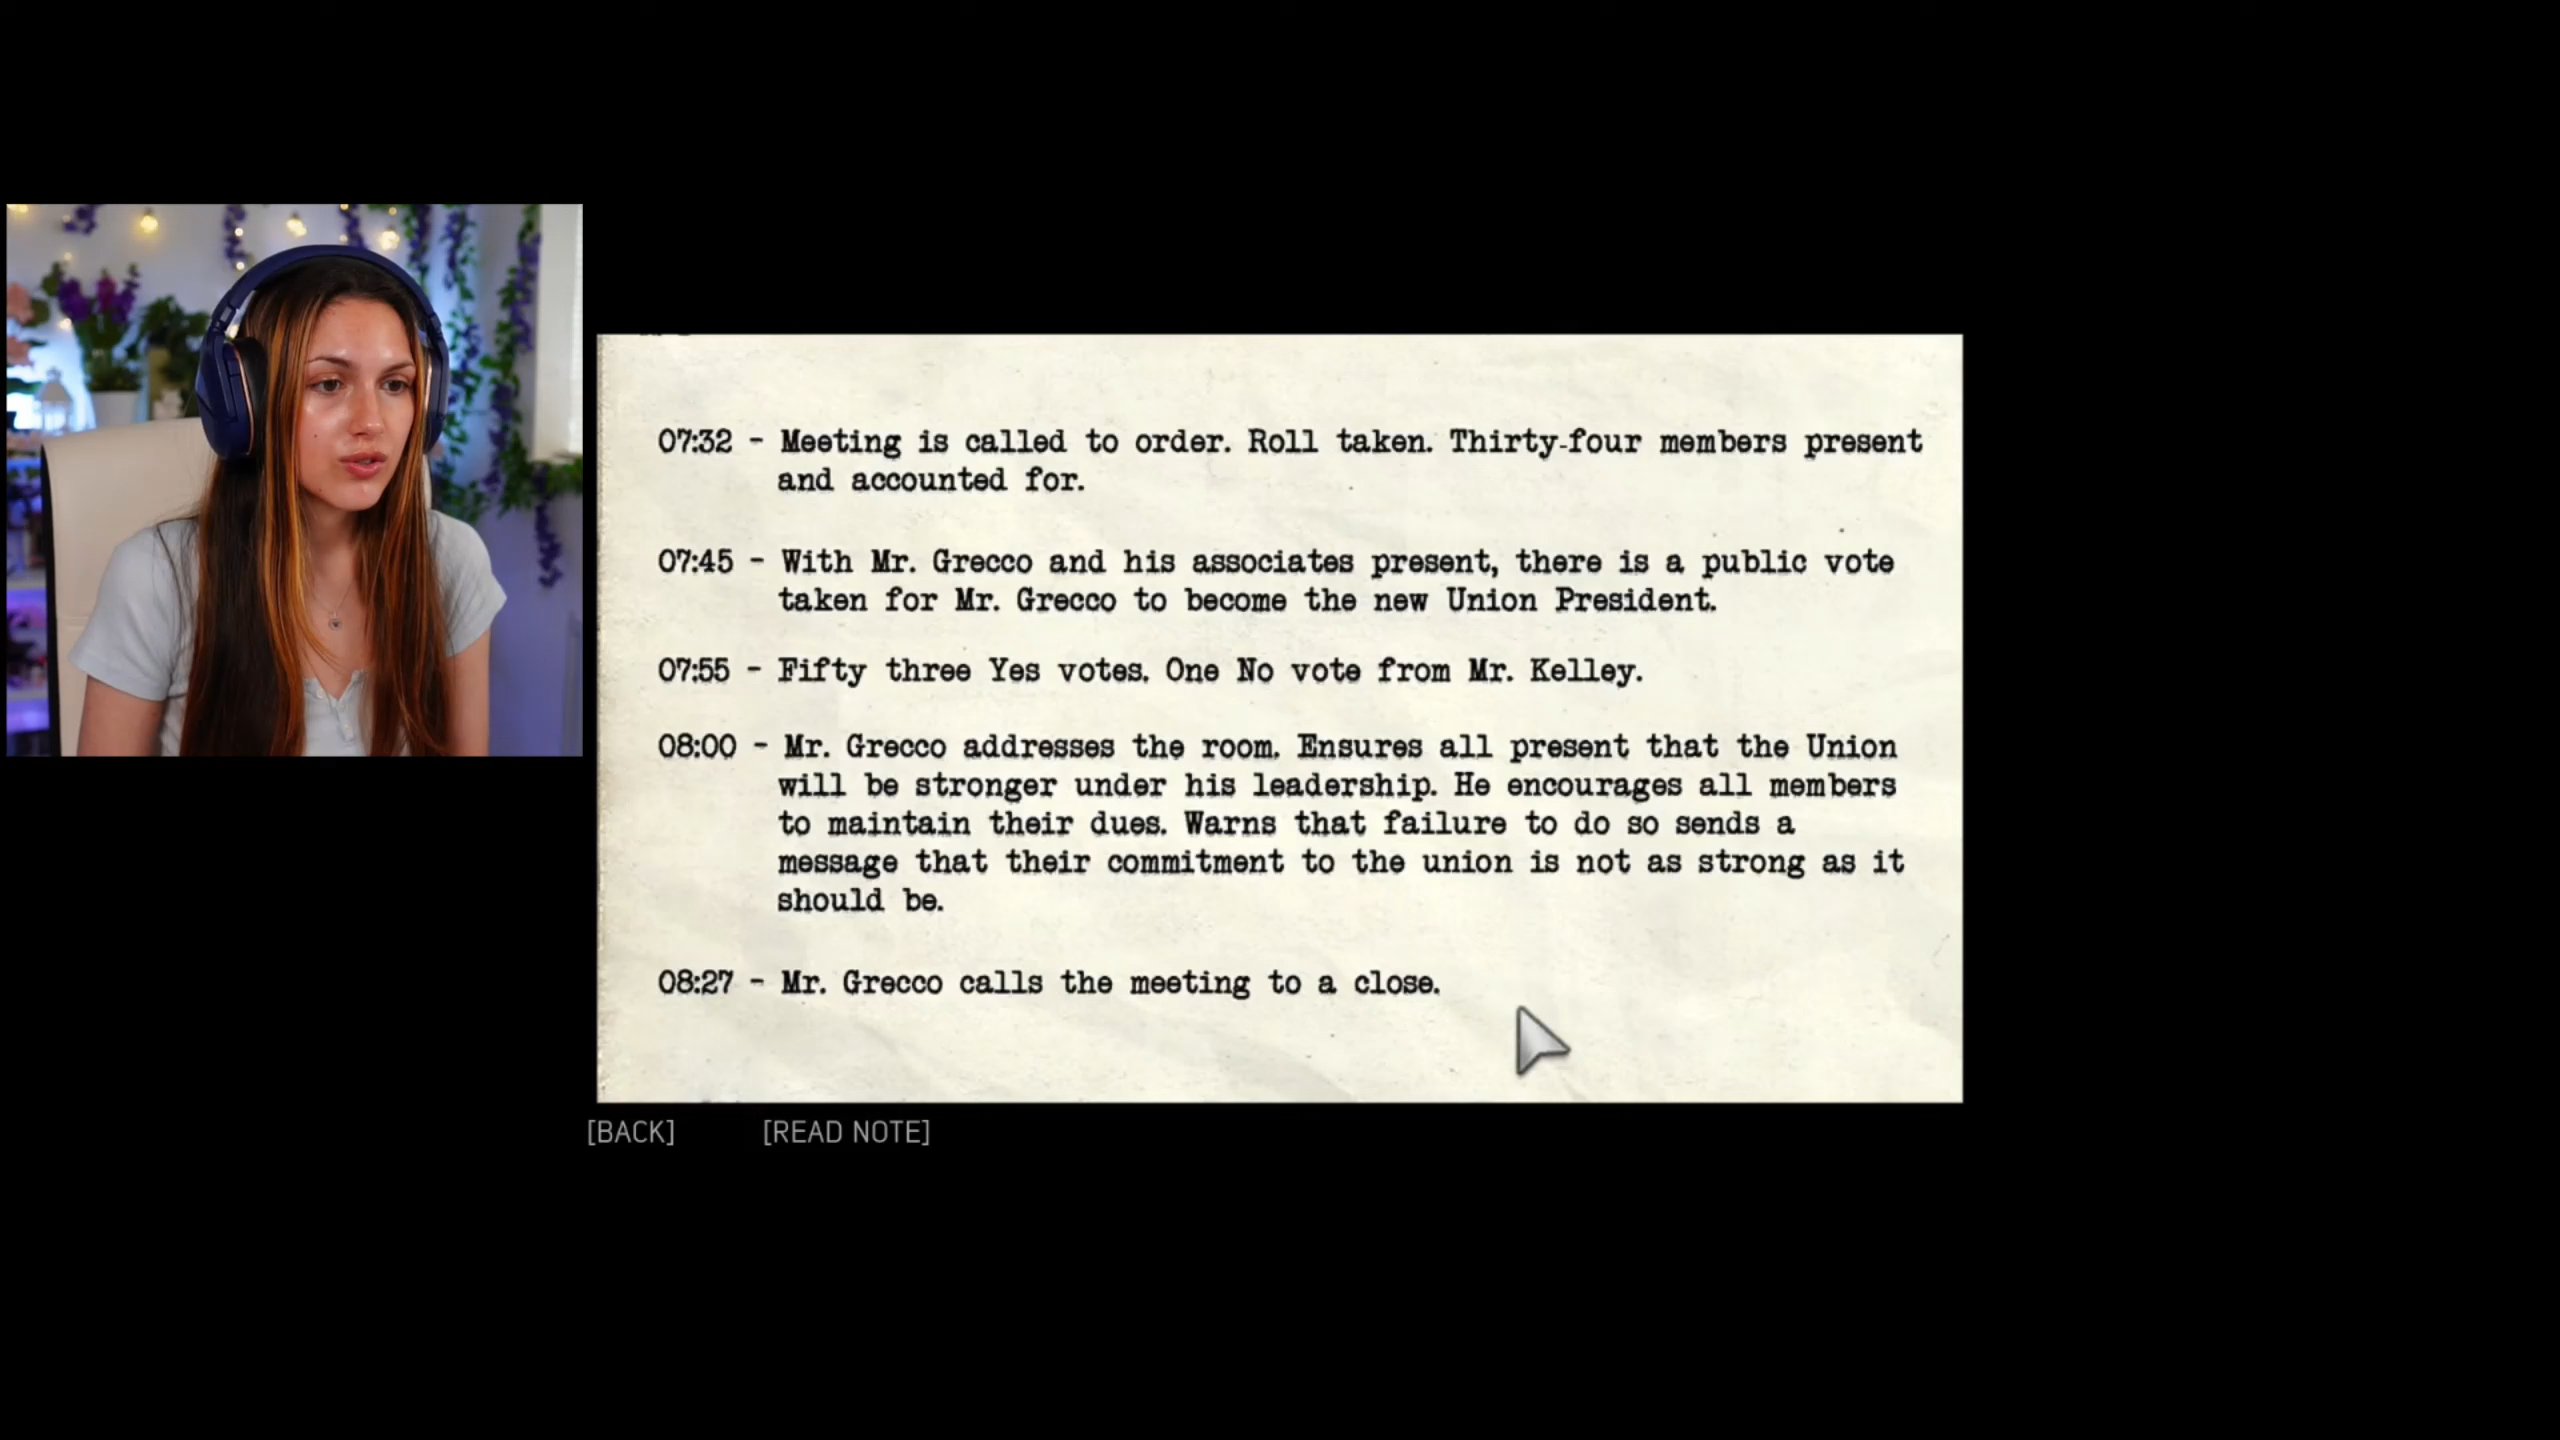 07:32 - Meeting is called to order. Roll taken. Thirty-four members present
and accounted for.
07:45 - With Mr. Grecco and his associates present, there is a public vote
taken for Mr. Grecco to become the new Union President.
07:55 - Fifty three Yes votes. One No vote from Mr. Kelley.
08:00 - Mr. Grecco addresses the room. Ensures all present that the Union
will be stronger under his leadership. He encourages all members
to maintain their dues. Warns that failure to do so sends a
message that their commitment to the union is not as strong as it
should be.
08:27 - Mr. Grecco calls the meeting to a close.
[BACK] [READ NOTE]